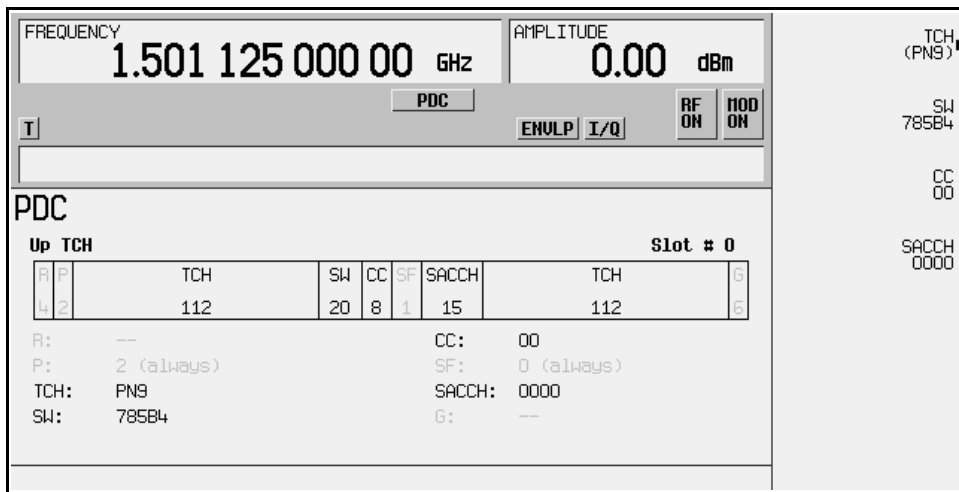 FREQUENCY
1.501 125 000 00 GHz
AMPLITUDE
0.00 dBm
PDC
T
ENVLP I/Q
RF ON
MOD ON
PDC
Up TCH Slot # 0
R P TCH SW CC SF SACCH TCH G
4 2 112 20 8 1 15 112 6
R: -- CC: 00
P: 2 (always) SF: 0 (always)
TCH: PN9 SACCH: 0000
SW: 785B4 G: --
TCH
(PN9)
SW
785B4
CC
00
SACCH
0000